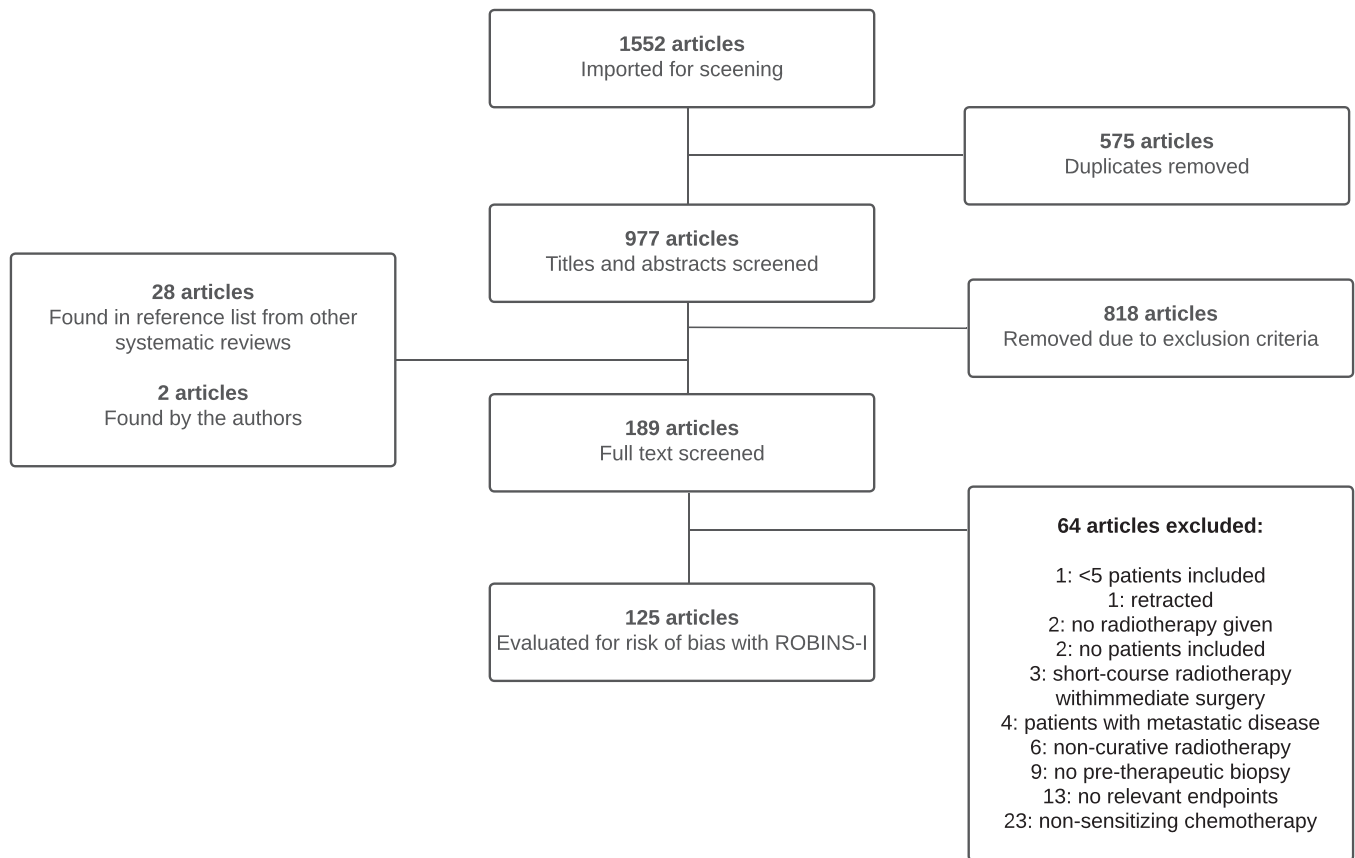 1552 articles
Imported for sceening
575 articles
Duplicates removed
977 articles
Titles and abstracts screened
28 articles
Found in reference list from other
systematic reviews
2 articles
Found by the authors
818 articles
Removed due to exclusion criteria
189 articles
Full text screened
64 articles excluded:
1: <5 patients included
1: retracted
2: no radiotherapy given
2: no patients included
3: short-course radiotherapy
withimmediate surgery
4: patients with metastatic disease
6: non-curative radiotherapy
9: no pre-therapeutic biopsy
13: no relevant endpoints
23: non-sensitizing chemotherapy
125 articles
Evaluated for risk of bias with ROBINS-I